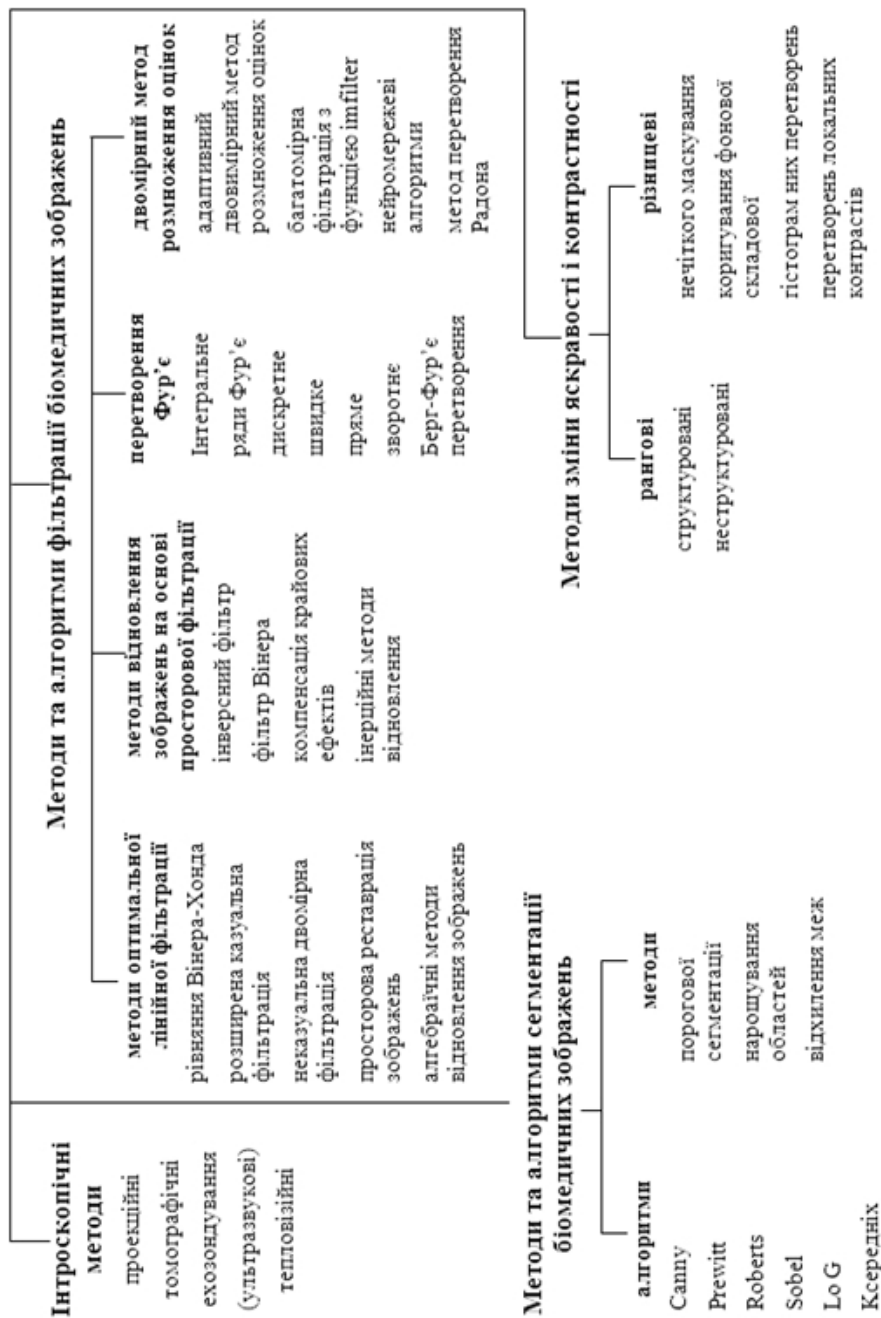 Інтроскопічні
методи
проекційні
томографічні
ехозондування
(ультразвукові)
тепловізійні
Методи та алгоритми фільтрації біомедичних зображень
методи оптимальної
лінійної фільтрації
рівняння Вінера-Хонда
розширена казуальна
фільтрація
неказуальна двомірна
фільтрація
просторова реставрація
зображень
алгебраїчні методи
відновлення зображень
методи відновлення
зображень на основі
просторової фільтрації
інверсний фільтр
фільтр Вінера
компенсація крайових
ефектів
інерційні методи
відновлення
перетворення
Фур’є
Інтегральне
ряди Фур’є
дискретне
швидке
пряме
зворотнє
Берг-Фур’є
перетворення
двомірний метод
розмноження оцінок
адаптивний
двовимірний метод
розмноження оцінок
багатомірна
фільтрація з
функцією imfilter
нейромережеві
алгоритми
метод перетворення
Радона
Методи та алгоритми сегментації
біомедичних зображень
алгоритми
Canny
Prewitt
Roberts
Sobel
Lo G
Kсередніх
методи
порогової
сегментації
нарощування
областей
відхилення меж
Методи зміни яскравості і контрастності
рангові
структуровані
неструктуровані
різницеві
нечіткого маскування
коригування фонової
складової
гістограм них перетворень
перетворень локальних
контрастів